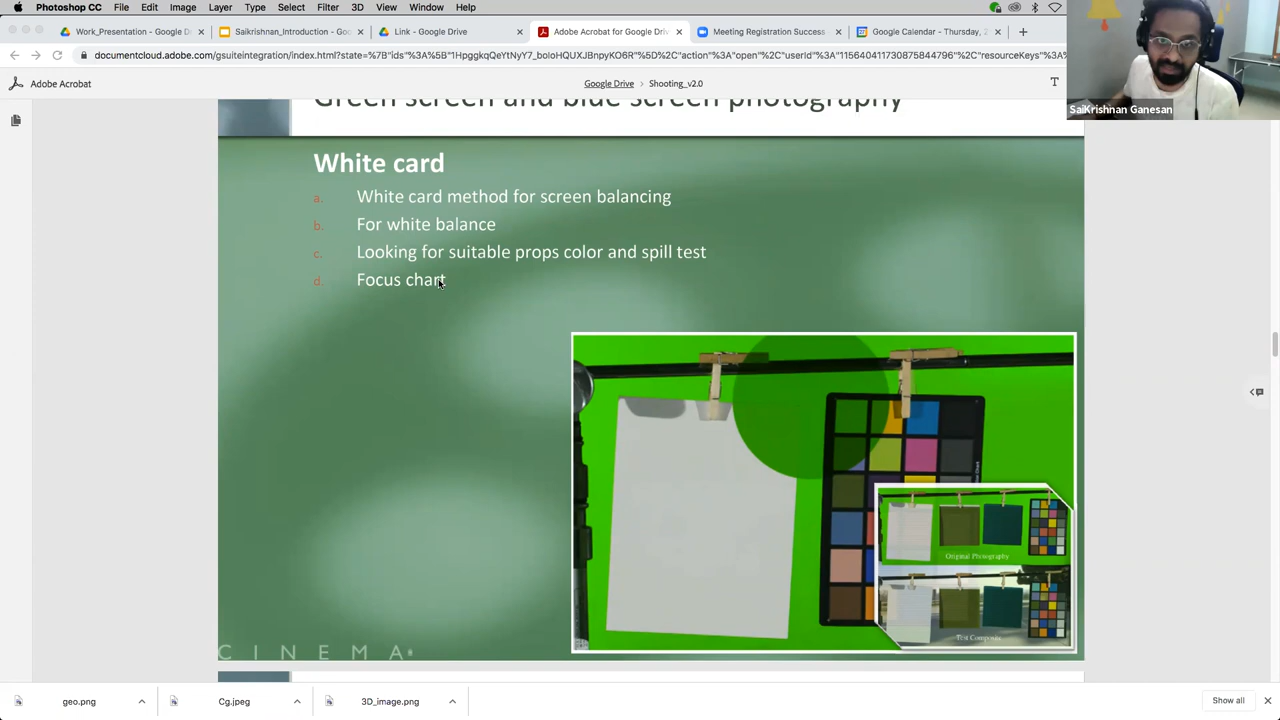 Photoshop CC File Edit Image Layer Type Select Filter 3D View Window Help
Work_Presentation - Google D
Saikrishnan_Introduction - Goo
Link - Google Drive
Adobe Acrobat for Google Driv
Meeting Registration Success
Google Calendar - Thursday, 2
Adobe Acrobat
Google Drive > Shooting_v2.0
SaiKrishnan Ganesan
Green screen and blue screen photography
White card
a. White card method for screen balancing
b. For white balance
c. Looking for suitable props color and spill test
d. Focus chart
Original Photography
Test Composite
CINEMA
geo.png
Cg.jpeg
3D_image.png
Show all